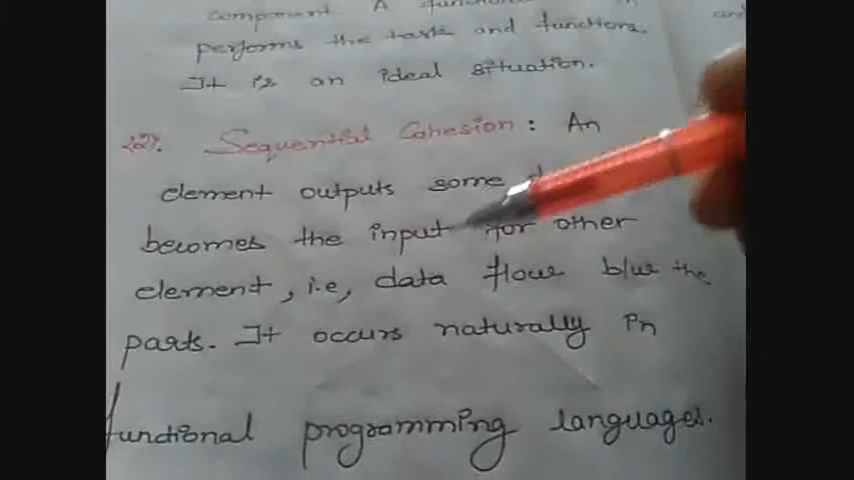 component. A
performs the task and functions.
It is an ideal situation.
(2). Sequential Cohesion: An
element outputs some
becomes the input for other
element, i.e, data flow b/w the
parts. It occurs naturally in
functional programming languages.